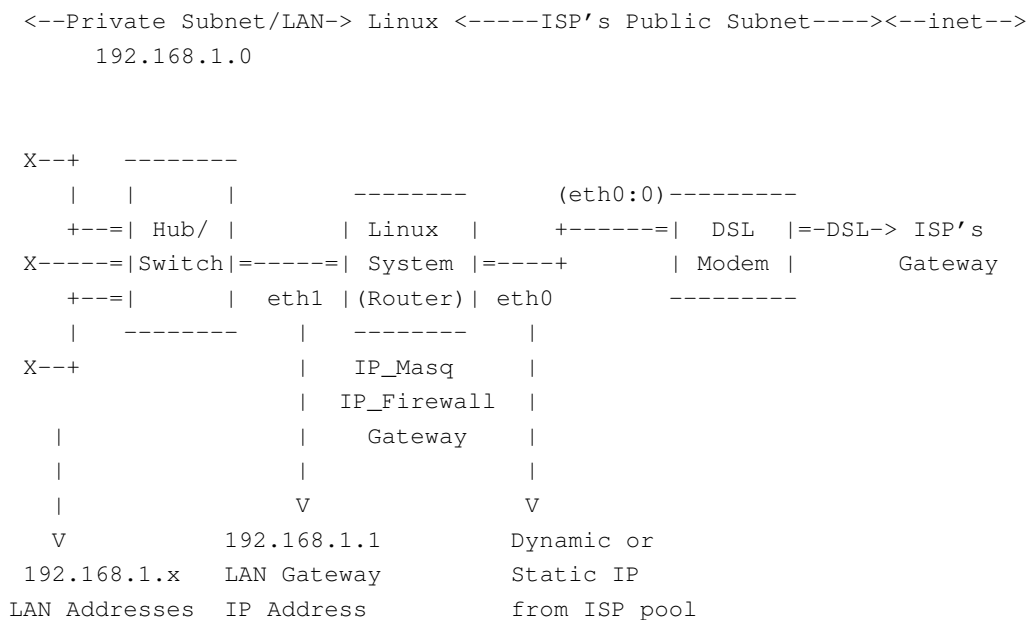 <--Private Subnet/LAN-> Linux <-----ISP's Public Subnet----><--inet-->
     192.168.1.0
X--+   --------
   |   |      |        --------      (eth0:0)---------
   +--=| Hub/ |       | Linux  |     +------=|  DSL  |=-DSL-> ISP's
X-----=|Switch|=-----=| System |=----+       | Modem |       Gateway
   +--=|      |  eth1 |(Router)| eth0        ---------
   |   --------    |   --------    |
X--+               |   IP_Masq     |
                   |  IP_Firewall  |
  |                |    Gateway    |
  |                |               |
  |                V               V
  V           192.168.1.1        Dynamic or
192.168.1.x   LAN Gateway        Static IP
LAN Addresses  IP Address        from ISP pool